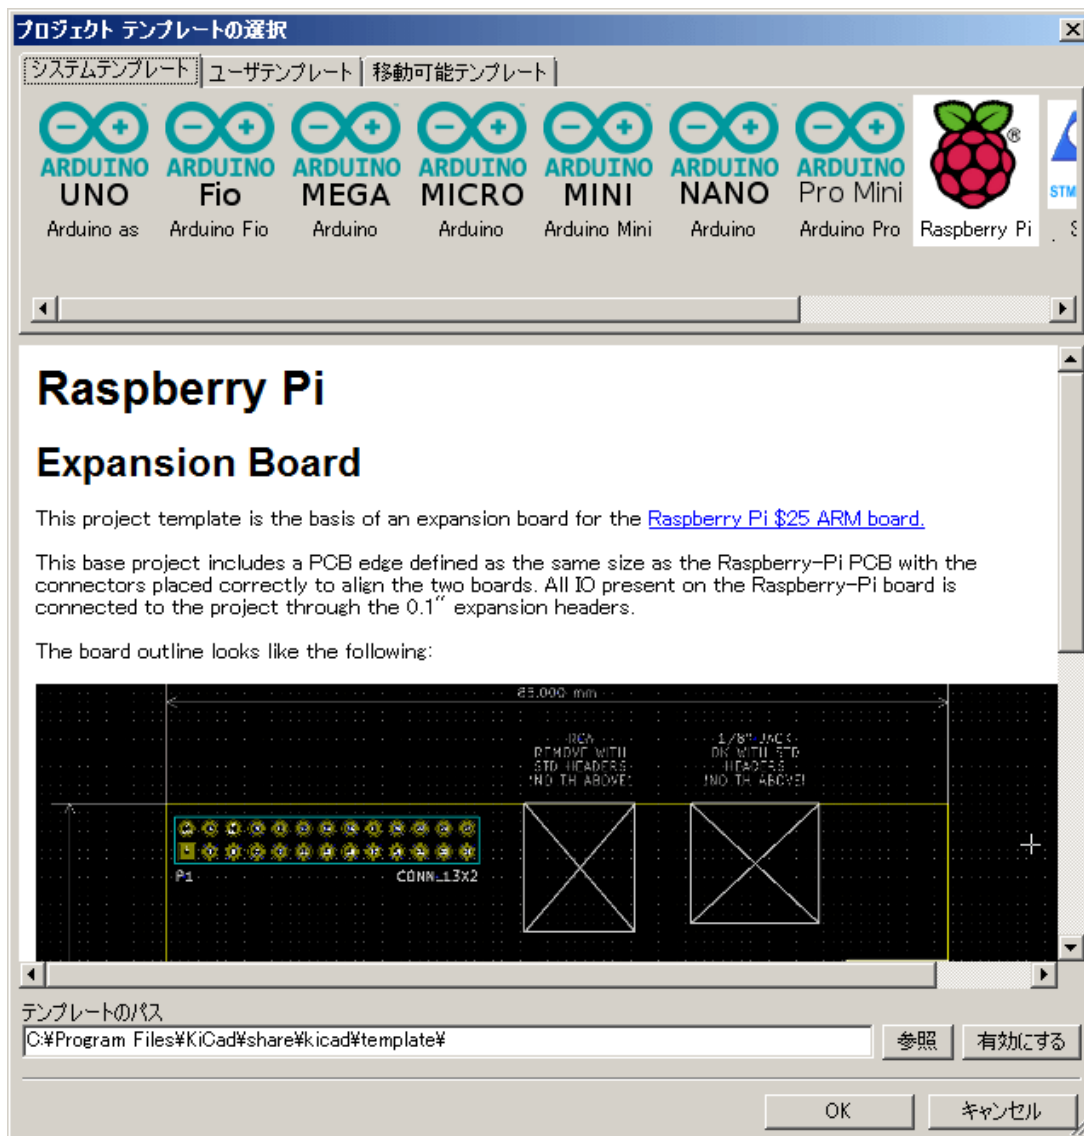 プロジェクト テンプレートの選択
システムテンプレート ユーザテンプレート 移動可能テンプレート
ARDUINO ARDUINO ARDUINO ARDUINO ARDUINO ARDUINO ARDUINO ®
UNO Fio MEGA MICRO MINI NANO Pro Mini STM
Arduino as Arduino Fio Arduino Arduino Arduino Mini Arduino Arduino Pro Raspberry Pi
Raspberry Pi
Expansion Board
This project template is the basis of an expansion board for the Raspberry Pi $25 ARM board.
This base project includes a PCB edge defined as the same size as the Raspberry-Pi PCB with the
connectors placed correctly to align the two boards. All IO present on the Raspberry-Pi board is
connected to the project through the 0.1" expansion headers.
The board outline looks like the following:
85.000 mm
RCA 1/8" JACK
REMOVE WITH OK WITH STD
STD HEADERS HEADERS
!NO TH ABOVE! !NO TH ABOVE!
P1 CONN_13X2
テンプレートのパス
C:¥Program Files¥KiCad¥share¥kicad¥template¥ 参照 有効にする
OK キャンセル